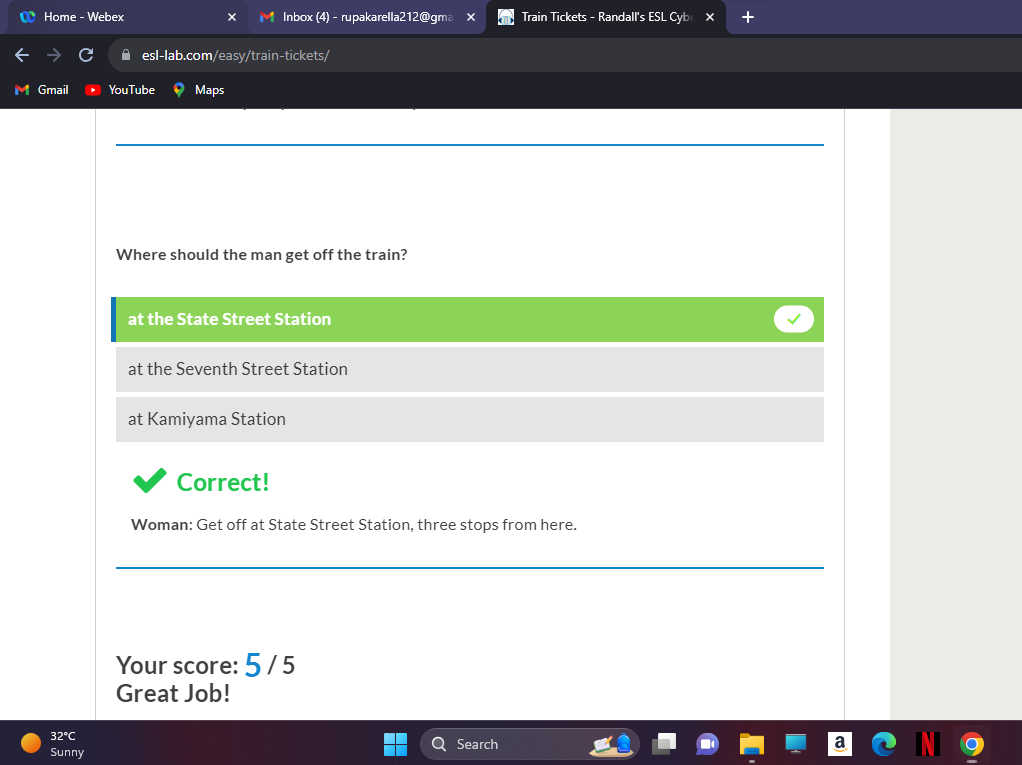 Home - Webex
Inbox (4) - rupakarella212@gma
Train Tickets - Randall's ESL Cybe
esl-lab.com/easy/train-tickets/
Gmail YouTube Maps
Where should the man get off the train?
at the State Street Station
at the Seventh Street Station
at Kamiyama Station
Correct!
Woman: Get off at State Street Station, three stops from here.
Your score: 5 / 5
Great Job!
32°C
Sunny
Search
a
N